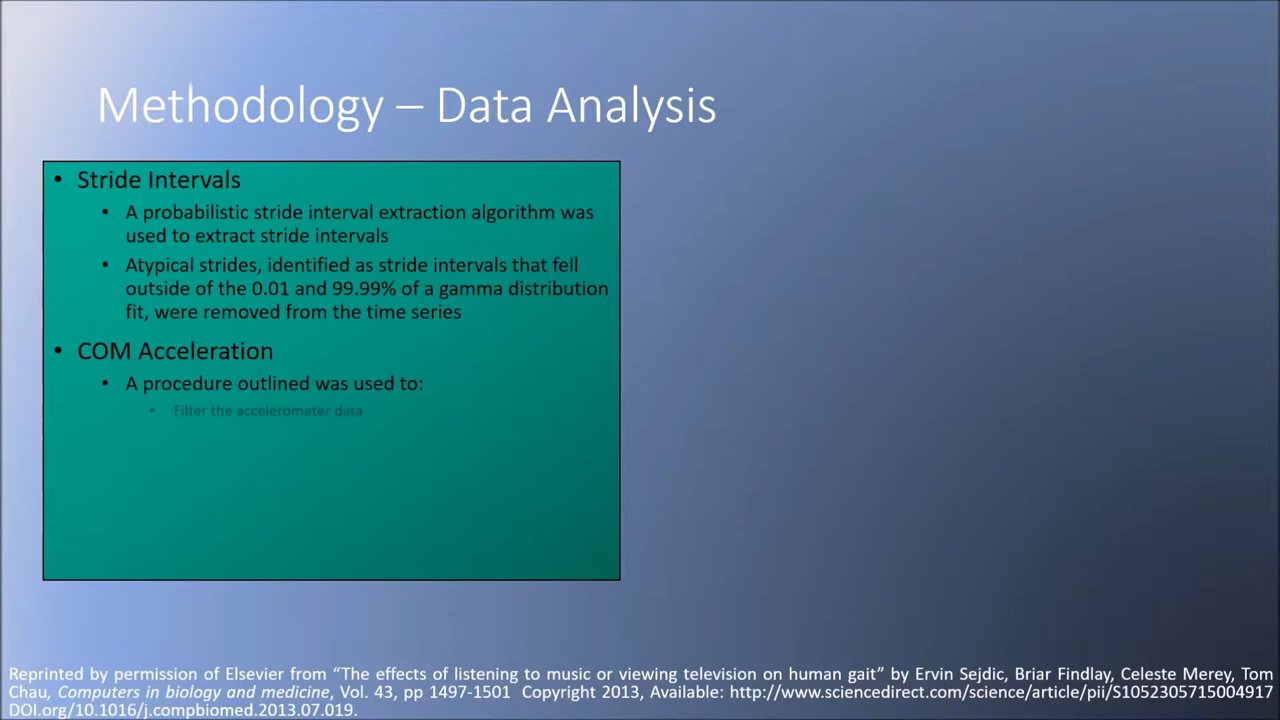 Methodology – Data Analysis
• Stride Intervals
• A probabilistic stride interval extraction algorithm was
used to extract stride intervals
• Atypical strides, identified as stride intervals that fell
outside of the 0.01 and 99.99% of a gamma distribution
fit, were removed from the time series
• COM Acceleration
• A procedure outlined was used to:
• Filter the accelerometer data
Reprinted by permission of Elsevier from “The effects of listening to music or viewing television on human gait” by Ervin Sejdic, Briar Findlay, Celeste Merey, Tom
Chau, Computers in biology and medicine, Vol. 43, pp 1497-1501 Copyright 2013, Available: http://www.sciencedirect.com/science/article/pii/S1052305715004917
DOI.org/10.1016/j.compbiomed.2013.07.019.